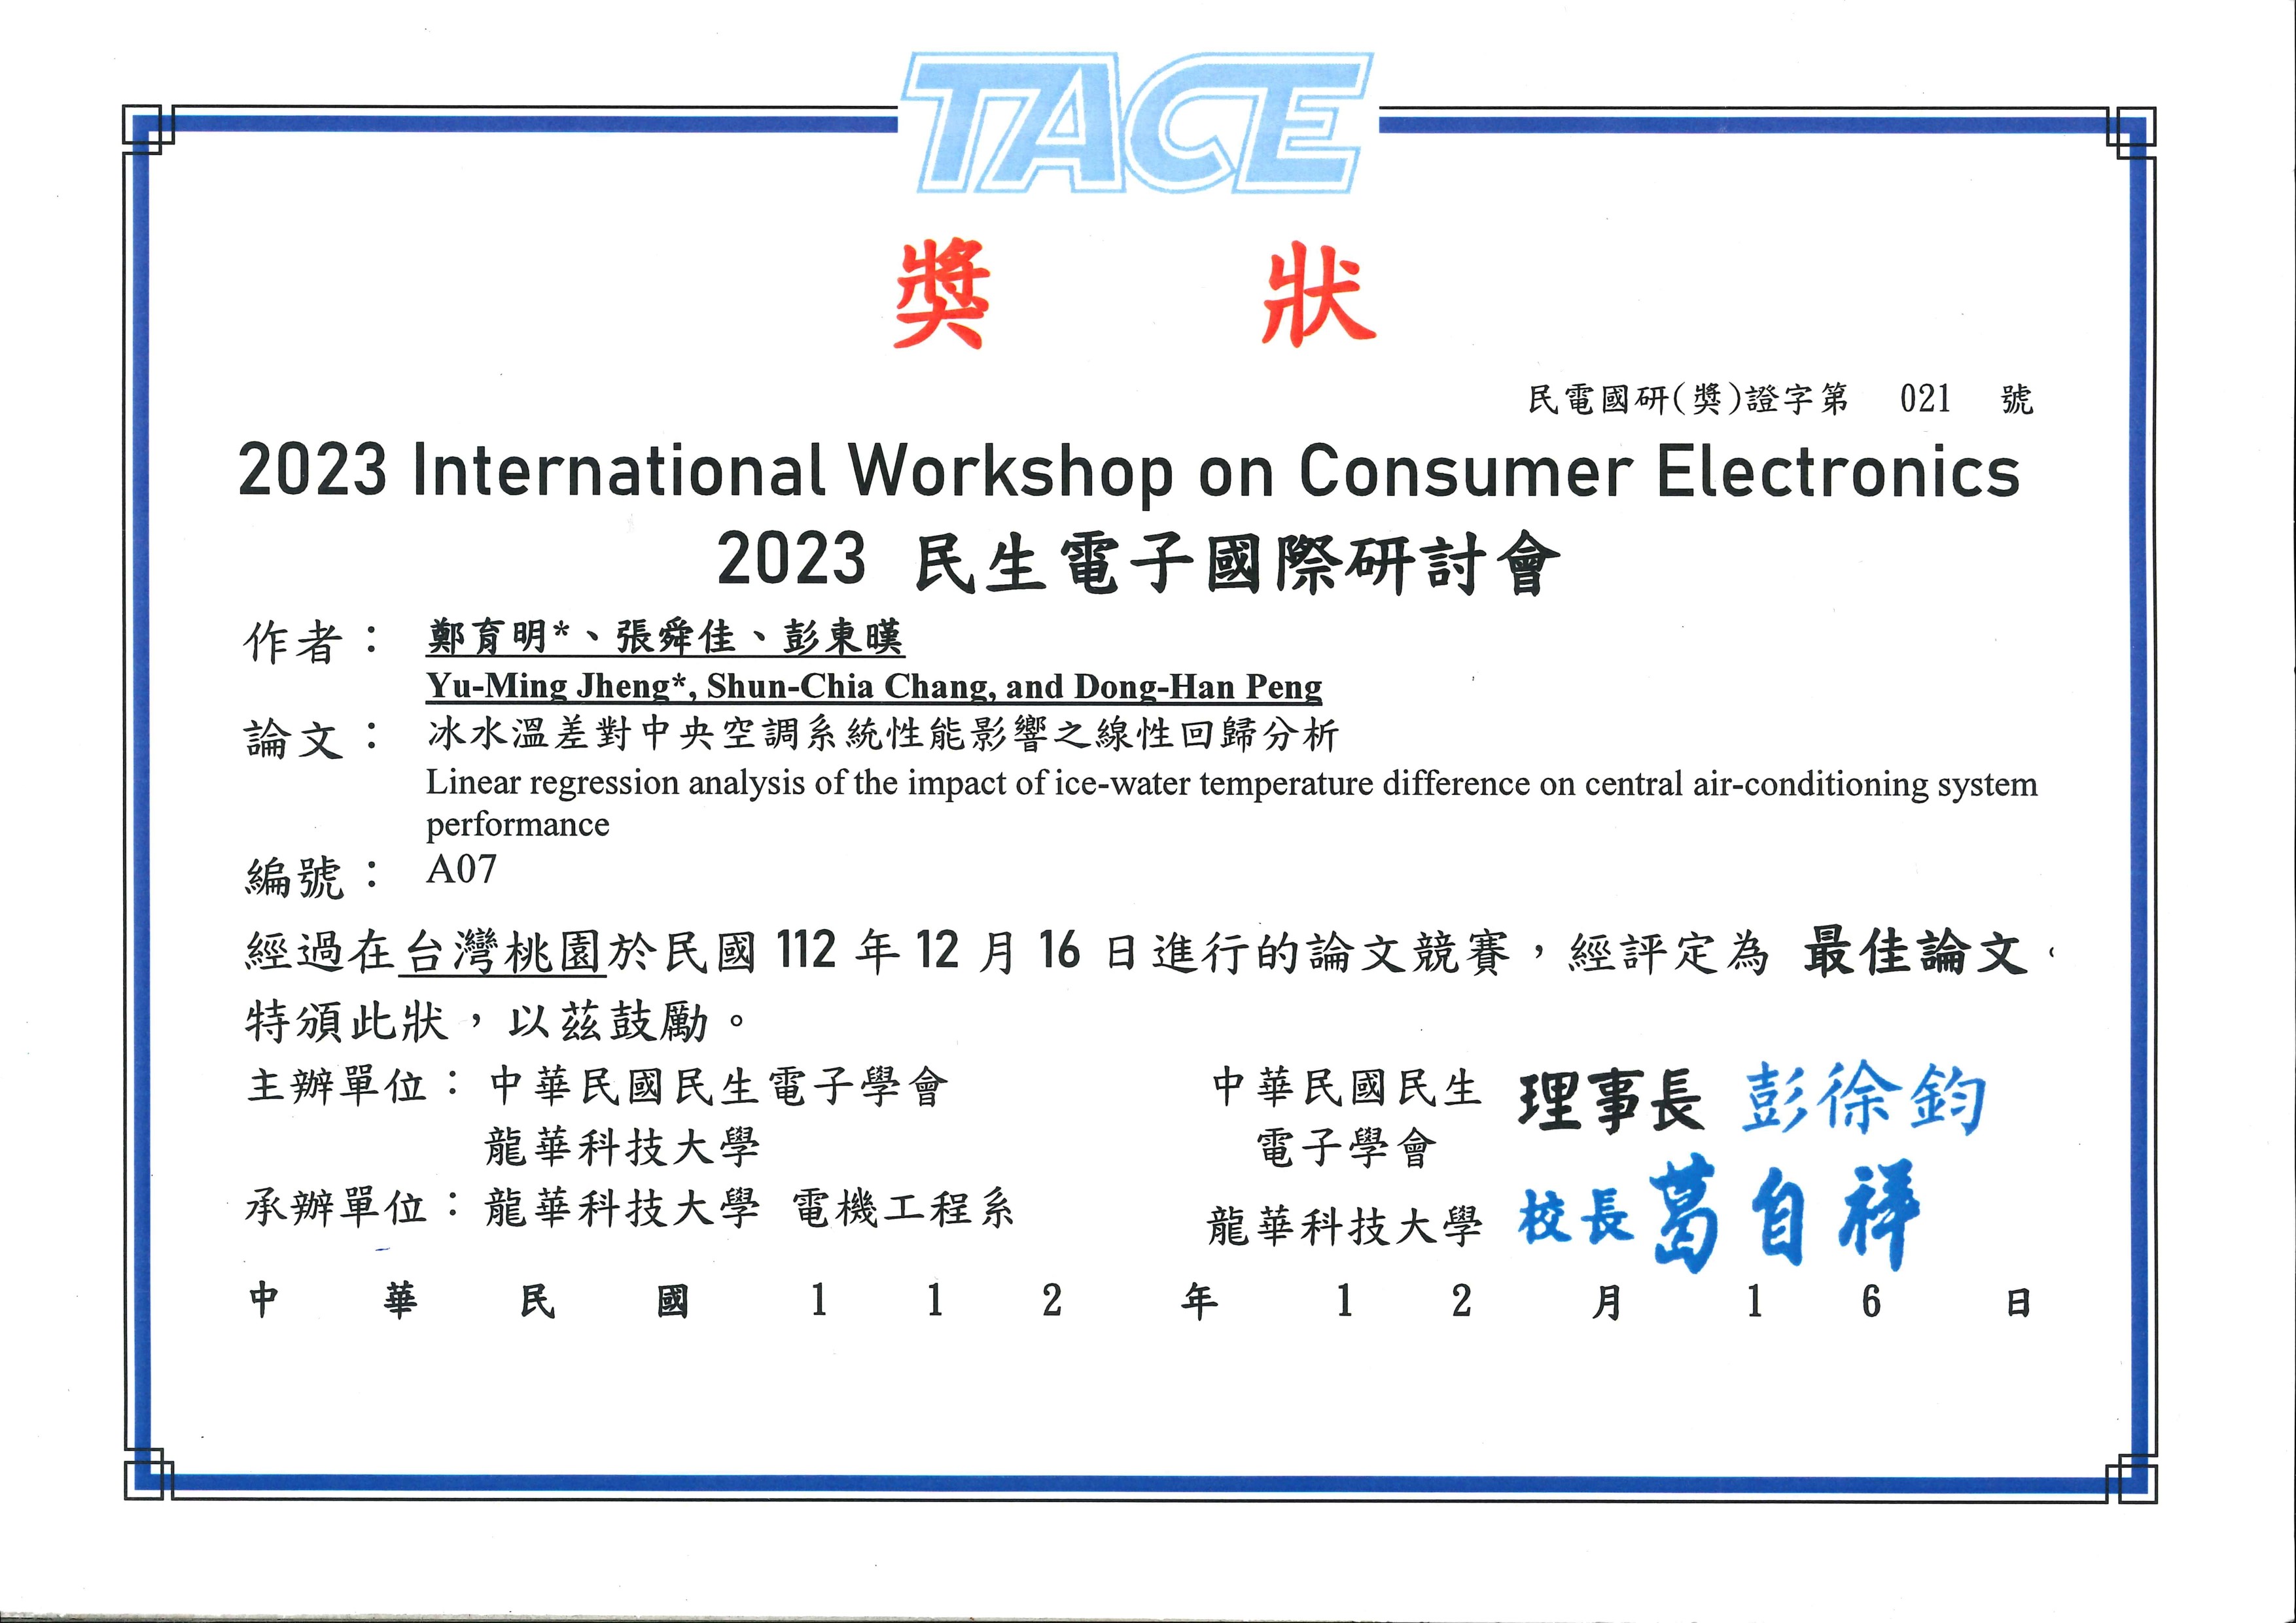 TACE
獎 狀
民電國研(獎)證字第 021 號
2023 International Workshop on Consumer Electronics
2023 民生電子國際研討會
作者： 鄭育明*、張舜佳、彭東暵
Yu-Ming Jheng*, Shun-Chia Chang, and Dong-Han Peng
論文： 冰水溫差對中央空調系統性能影響之線性回歸分析
Linear regression analysis of the impact of ice-water temperature difference on central air-conditioning system
performance
編號： A07
經過在台灣桃園於民國 112 年 12 月 16 日進行的論文競賽，經評定為 最佳論文。
特頒此狀，以茲鼓勵。
主辦單位：中華民國民生電子學會
龍華科技大學
承辦單位：龍華科技大學 電機工程系
中華民國民生
電子學會
理事長 彭徐鈞
龍華科技大學 校長 葛自祥
中華民國112年12月16日